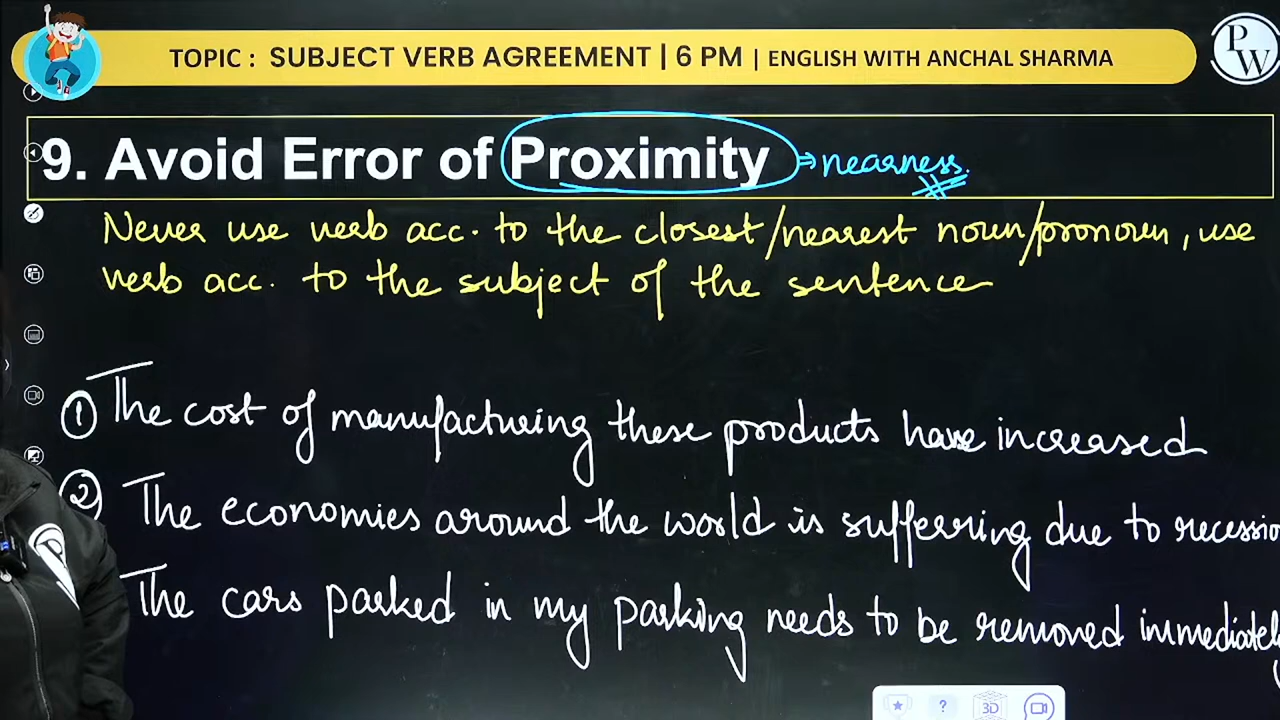 TOPIC : SUBJECT VERB AGREEMENT | 6 PM | ENGLISH WITH ANCHAL SHARMA
P
W
9. Avoid Error of Proximity ⇒ nearness.
Never use verb acc. to the closest/nearest noun/pronoun, use
verb acc. to the subject of the sentence
① The cost of manufacturing these products have increased
② The economies around the world is sufferring due to recessio
The cars parked in my parking needs to be removed immediately
?
3D